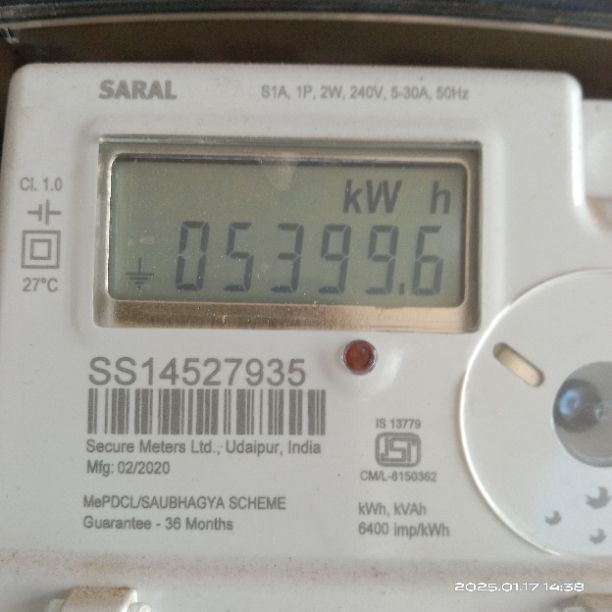 SARAL
S1A, 1P, 2W, 240V, 5-30A, 50Hz
Cl. 1.0
27°C
kW h
05399.6
SS14527935
Secure Meters Ltd., Udaipur, India
Mfg: 02/2020
MePDCL/SAUBHAGYA SCHEME
Guarantee - 36 Months
IS 13779
ISI
CM/L-8150362
kWh, kVAh
6400 imp/kWh
2025.01.17 14:38